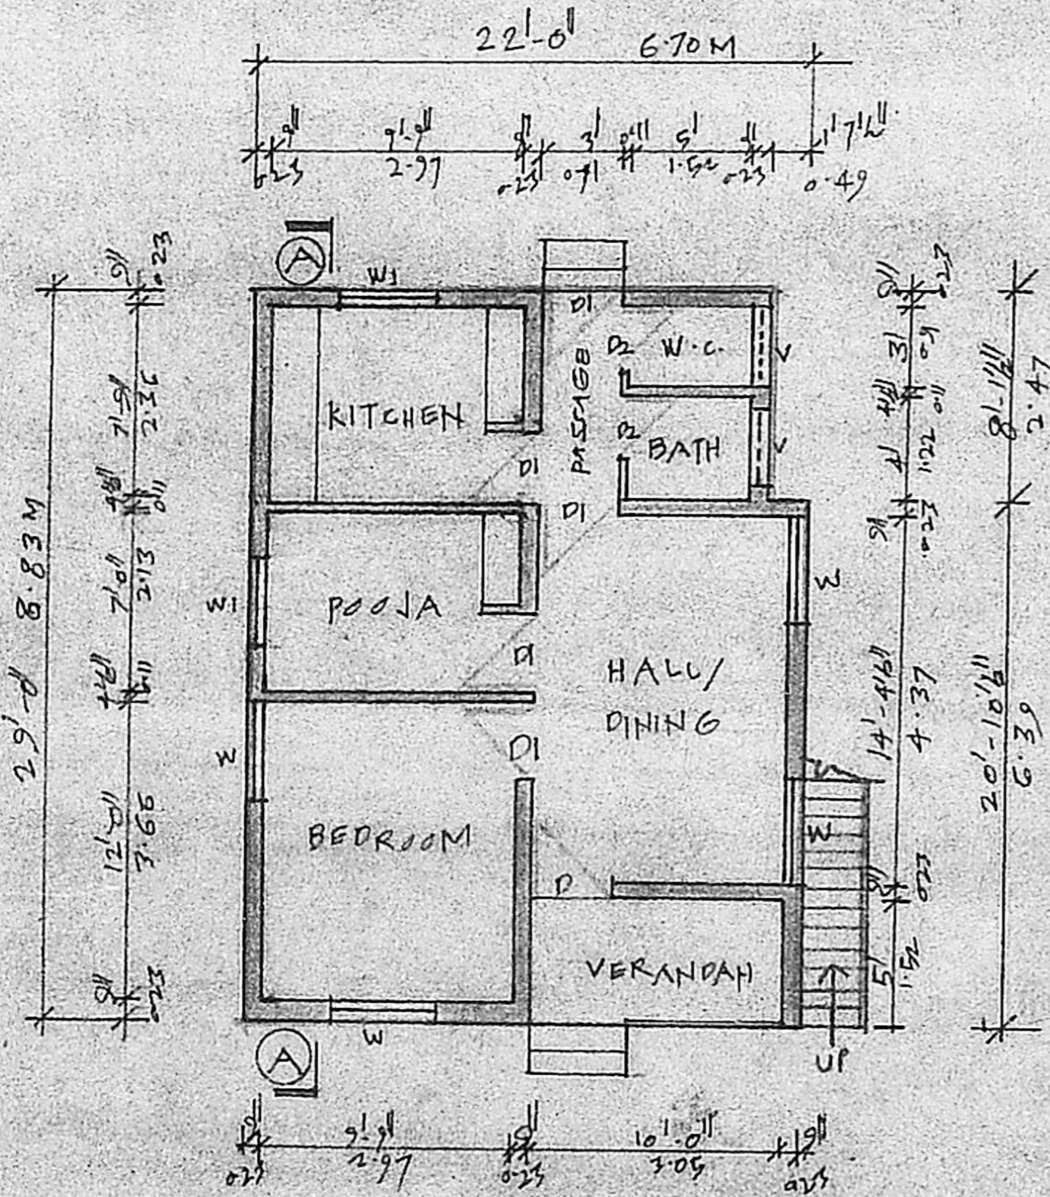 22'-0" 6.70 M
9" 9'-9" 9" 3' 5' 9" 1'7½"
0.23 2.97 0.23 0.91 1.52 0.23 0.49
A
W1
D1
D2 W.C.
V
KITCHEN
PASSAGE
D2
BATH
V
D1
D1
W1
POOJA
D1
W
HALL/
DINING
W
D1
BEDROOM
W
D
VERANDAH
W
UP
A
29'-0" 8.83 M
9" 0.23
7'-9" 2.36
7'-0" 2.13
12'-0" 3.66
9" 0.23
9" 0.23
3' 0.9
4' 1.22
9" 0.23
14'-4½" 4.37
9" 0.23
5' 1.52
8'-1½" 2.47
20'-10½" 6.39
9" 9'-9" 9" 10'-0" 9"
0.23 2.97 0.23 3.05 0.23